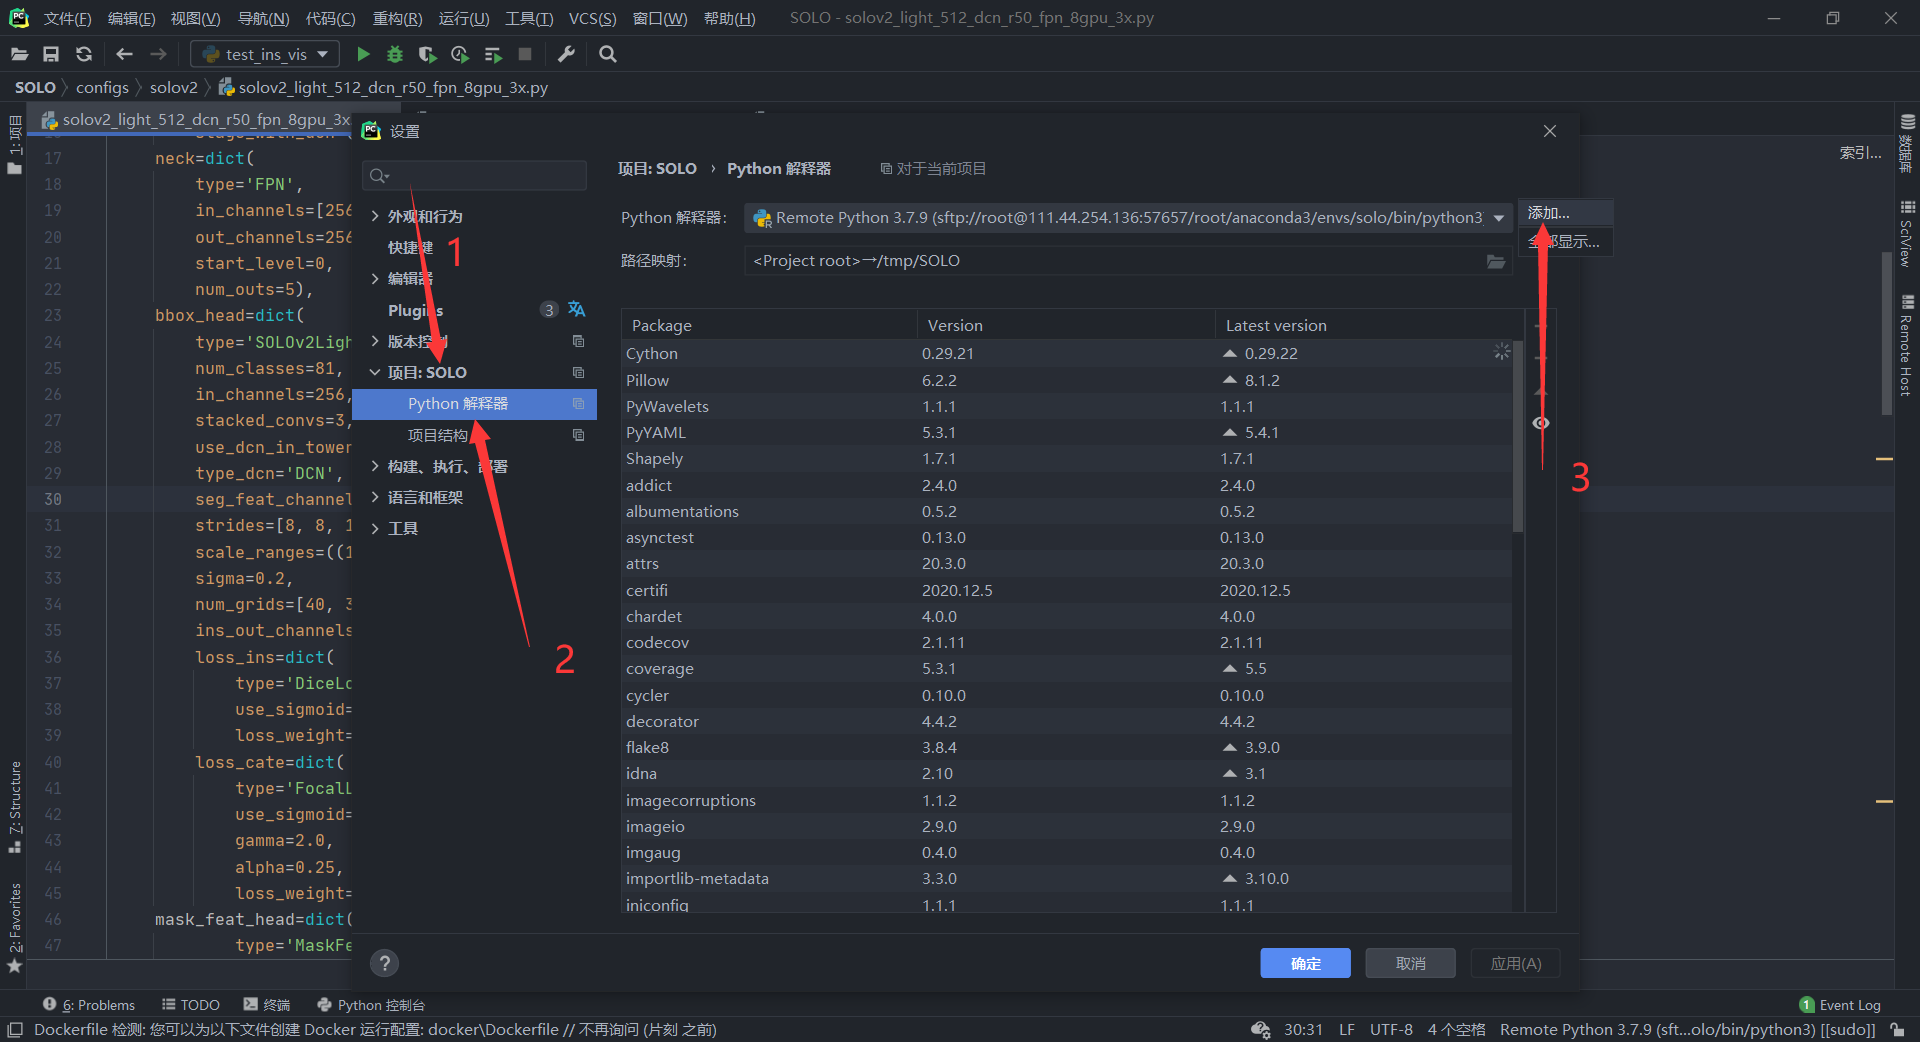 文件(F) 编辑(E) 视图(V) 导航(N) 代码(C) 重构(R) 运行(U) 工具(T) VCS(S) 窗口(W) 帮助(H) SOLO - solov2_light_512_dcn_r50_fpn_8gpu_3x.py
test_ins_vis
SOLO configs solov2 solov2_light_512_dcn_r50_fpn_8gpu_3x.py
solov2_light_512_dcn_r50_fpn_8gpu_3x
1: 项目
7: Structure
2: Favorites
17 neck=dict(
18 type='FPN',
19 in_channels=[256
20 out_channels=256
21 start_level=0,
22 num_outs=5),
23 bbox_head=dict(
24 type='SOLOv2Ligh
25 num_classes=81,
26 in_channels=256,
27 stacked_convs=3,
28 use_dcn_in_tower
29 type_dcn='DCN',
30 seg_feat_channel
31 strides=[8, 8, 1
32 scale_ranges=((1
33 sigma=0.2,
34 num_grids=[40, 3
35 ins_out_channels
36 loss_ins=dict(
37 type='DiceLo
38 use_sigmoid=
39 loss_weight=
40 loss_cate=dict(
41 type='FocalL
42 use_sigmoid=
43 gamma=2.0,
44 alpha=0.25,
45 loss_weight=
46 mask_feat_head=dict(
47 type='MaskFe
设置
外观和行为
快捷键
编辑器
Plugins 3
版本控制
项目: SOLO
Python 解释器
项目结构
构建、执行、部署
语言和框架
工具
1
2
3
项目: SOLO › Python 解释器 对于当前项目
Python 解释器: Remote Python 3.7.9 (sftp://root@111.44.254.136:57657/root/anaconda3/envs/solo/bin/python3
添加...
全部显示...
路径映射: <Project root>→/tmp/SOLO
Package Version Latest version
Cython 0.29.21 0.29.22
Pillow 6.2.2 8.1.2
PyWavelets 1.1.1 1.1.1
PyYAML 5.3.1 5.4.1
Shapely 1.7.1 1.7.1
addict 2.4.0 2.4.0
albumentations 0.5.2 0.5.2
asynctest 0.13.0 0.13.0
attrs 20.3.0 20.3.0
certifi 2020.12.5 2020.12.5
chardet 4.0.0 4.0.0
codecov 2.1.11 2.1.11
coverage 5.3.1 5.5
cycler 0.10.0 0.10.0
decorator 4.4.2 4.4.2
flake8 3.8.4 3.9.0
idna 2.10 3.1
imagecorruptions 1.1.2 1.1.2
imageio 2.9.0 2.9.0
imgaug 0.4.0 0.4.0
importlib-metadata 3.3.0 3.10.0
iniconfig 1.1.1 1.1.1
? 确定 取消 应用(A)
索引...
数据库
SciView
Remote Host
6: Problems TODO 终端 Python 控制台 1 Event Log
Dockerfile 检测: 您可以为以下文件创建 Docker 运行配置: docker\Dockerfile // 不再询问 (片刻 之前) 30:31 LF UTF-8 4 个空格 Remote Python 3.7.9 (sft...olo/bin/python3) [[sudo]]